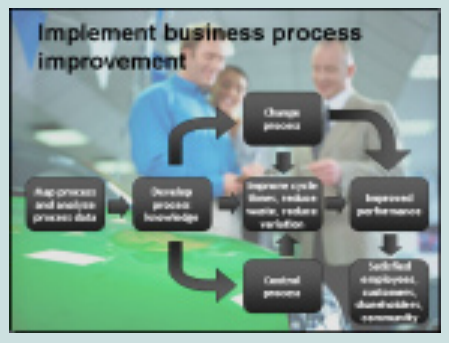 Implement business process
improvement
Change
process
Map process
and analyze
process data
Develop
process
knowledge
Improve cycle
times, reduce
waste, reduce
variation
Improved
performance
Control
process
Satisfied
employees,
customers,
shareholders,
community